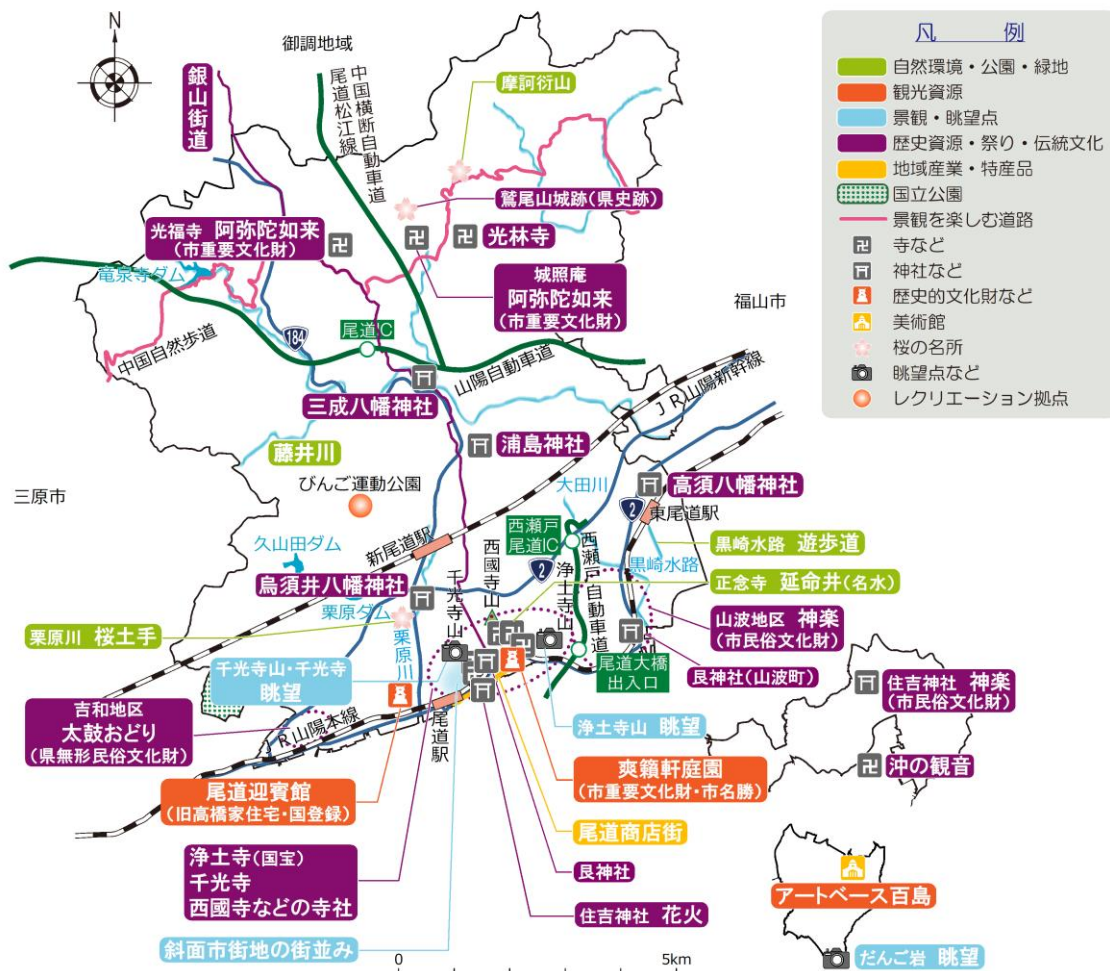 N
御調地域
銀山街道
中国横断自動車道
尾道松江線
摩訶衍山
鷲尾山城跡(県史跡)
光福寺 阿弥陀如来
(市重要文化財)
光林寺
竜泉寺ダム
城照庵
阿弥陀如来
(市重要文化財)
福山市
184
尾道IC
中国自然歩道
山陽自動車道
JR山陽新幹線
三成八幡神社
浦島神社
藤井川
びんご運動公園
三原市
大田川
高須八幡神社
2
東尾道駅
新尾道駅
西瀬戸
尾道IC
西瀬戸自動車道
久山田ダム
西國寺山
浄土寺山
黒崎水路
黒崎水路 遊歩道
2
烏須井八幡神社
千光寺山
正念寺 延命井(名水)
栗原ダム
栗原川 桜土手
栗原川
山波地区 神楽
(市民俗文化財)
千光寺山・千光寺
眺望
尾道大橋
出入口
艮神社(山波町)
住吉神社 神楽
(市民俗文化財)
吉和地区
太鼓おどり
(県無形民俗文化財)
JR山陽本線
尾道駅
浄土寺山 眺望
沖の観音
尾道迎賓館
(旧高橋家住宅・国登録)
爽籟軒庭園
(市重要文化財・市名勝)
尾道商店街
浄土寺(国宝)
千光寺
西國寺などの寺社
艮神社
アートベース百島
住吉神社 花火
斜面市街地の街並み
だんご岩 眺望
0
5km
凡 例
自然環境・公園・緑地
観光資源
景観・眺望点
歴史資源・祭り・伝統文化
地域産業・特産品
国立公園
景観を楽しむ道路
寺など
神社など
歴史的文化財など
美術館
桜の名所
眺望点など
レクリエーション拠点